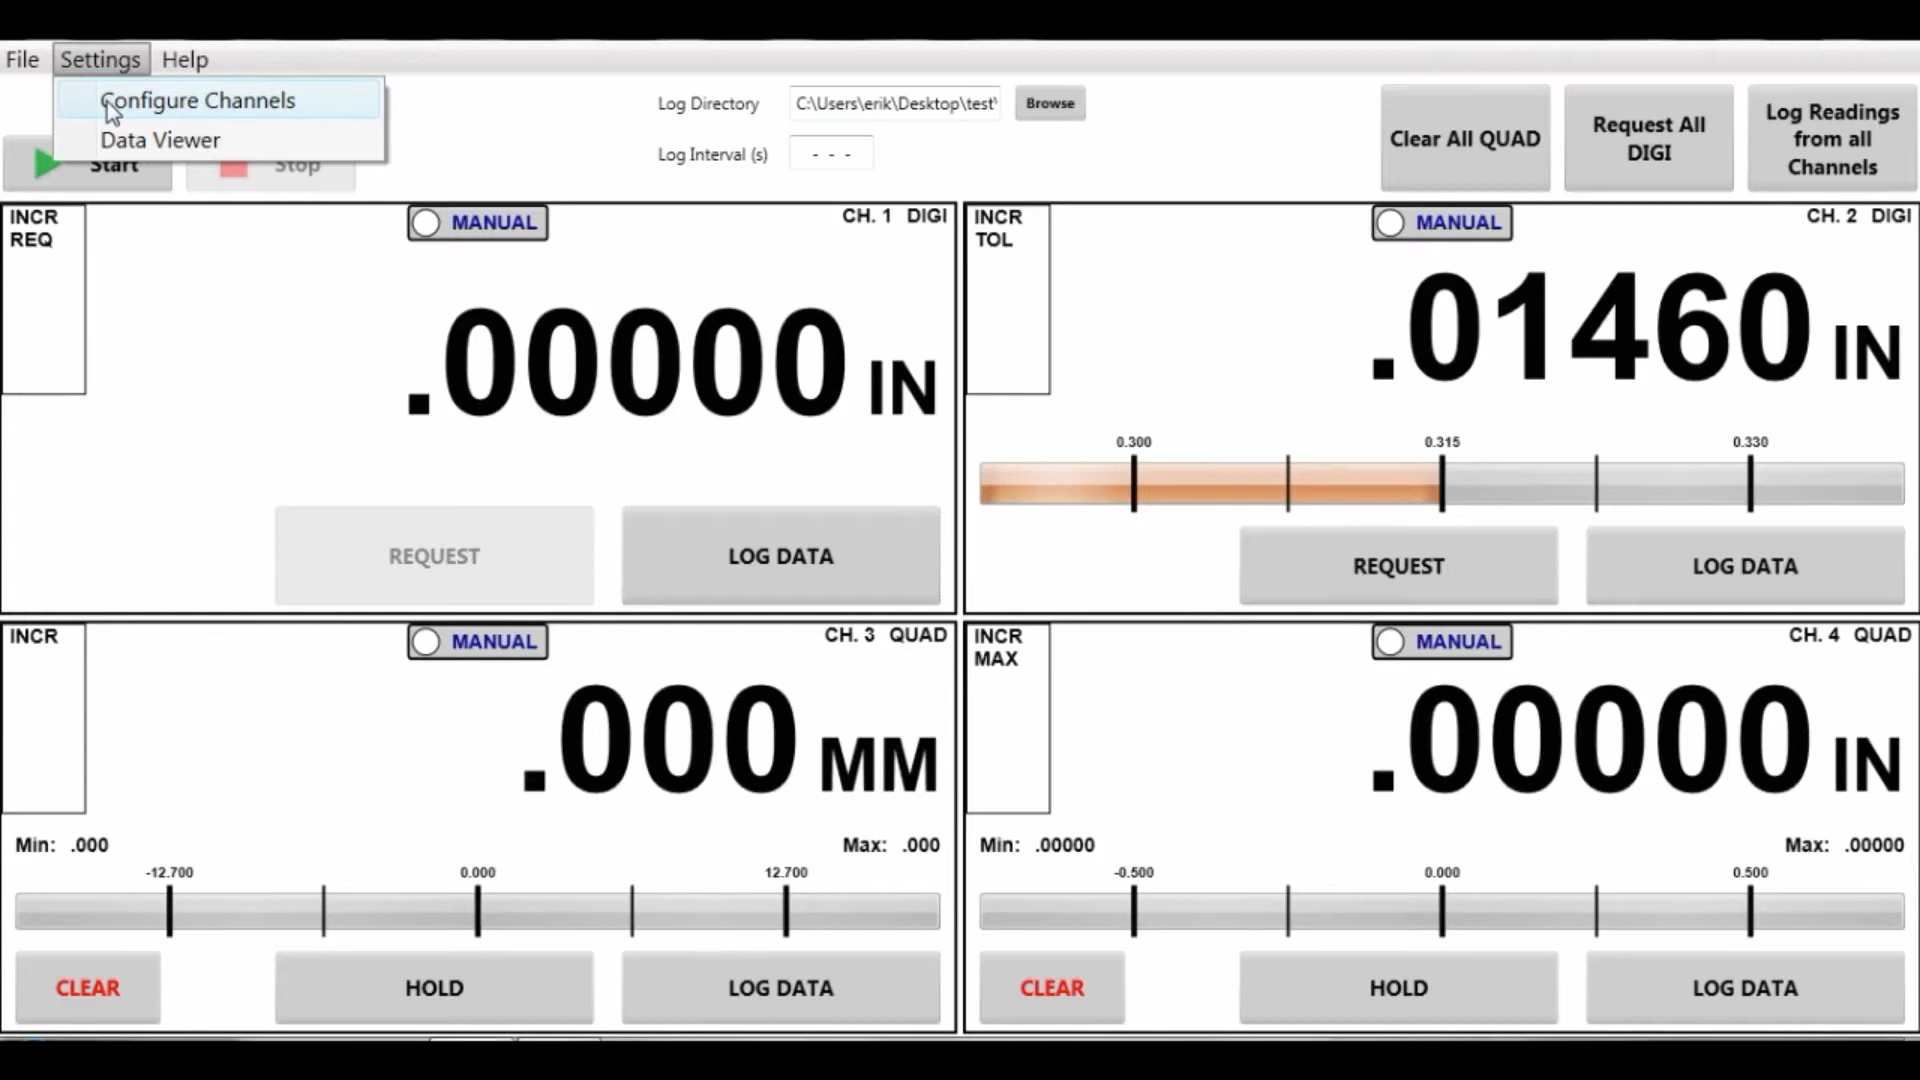 File Settings Help
Configure Channels
Data Viewer
Start Stop
Log Directory C:\Users\erik\Desktop\test\ Browse
Log Interval (s) - - -
Clear All QUAD
Request All
DIGI
Log Readings
from all
Channels
INCR
REQ
MANUAL
CH. 1 DIGI
.00000 IN
REQUEST
LOG DATA
INCR
TOL
MANUAL
CH. 2 DIGI
.01460 IN
0.300 0.315 0.330
REQUEST
LOG DATA
INCR
MANUAL
CH. 3 QUAD
.000 MM
Min: .000 Max: .000
-12.700 0.000 12.700
CLEAR
HOLD
LOG DATA
INCR
MAX
MANUAL
CH. 4 QUAD
.00000 IN
Min: .00000 Max: .00000
-0.500 0.000 0.500
CLEAR
HOLD
LOG DATA